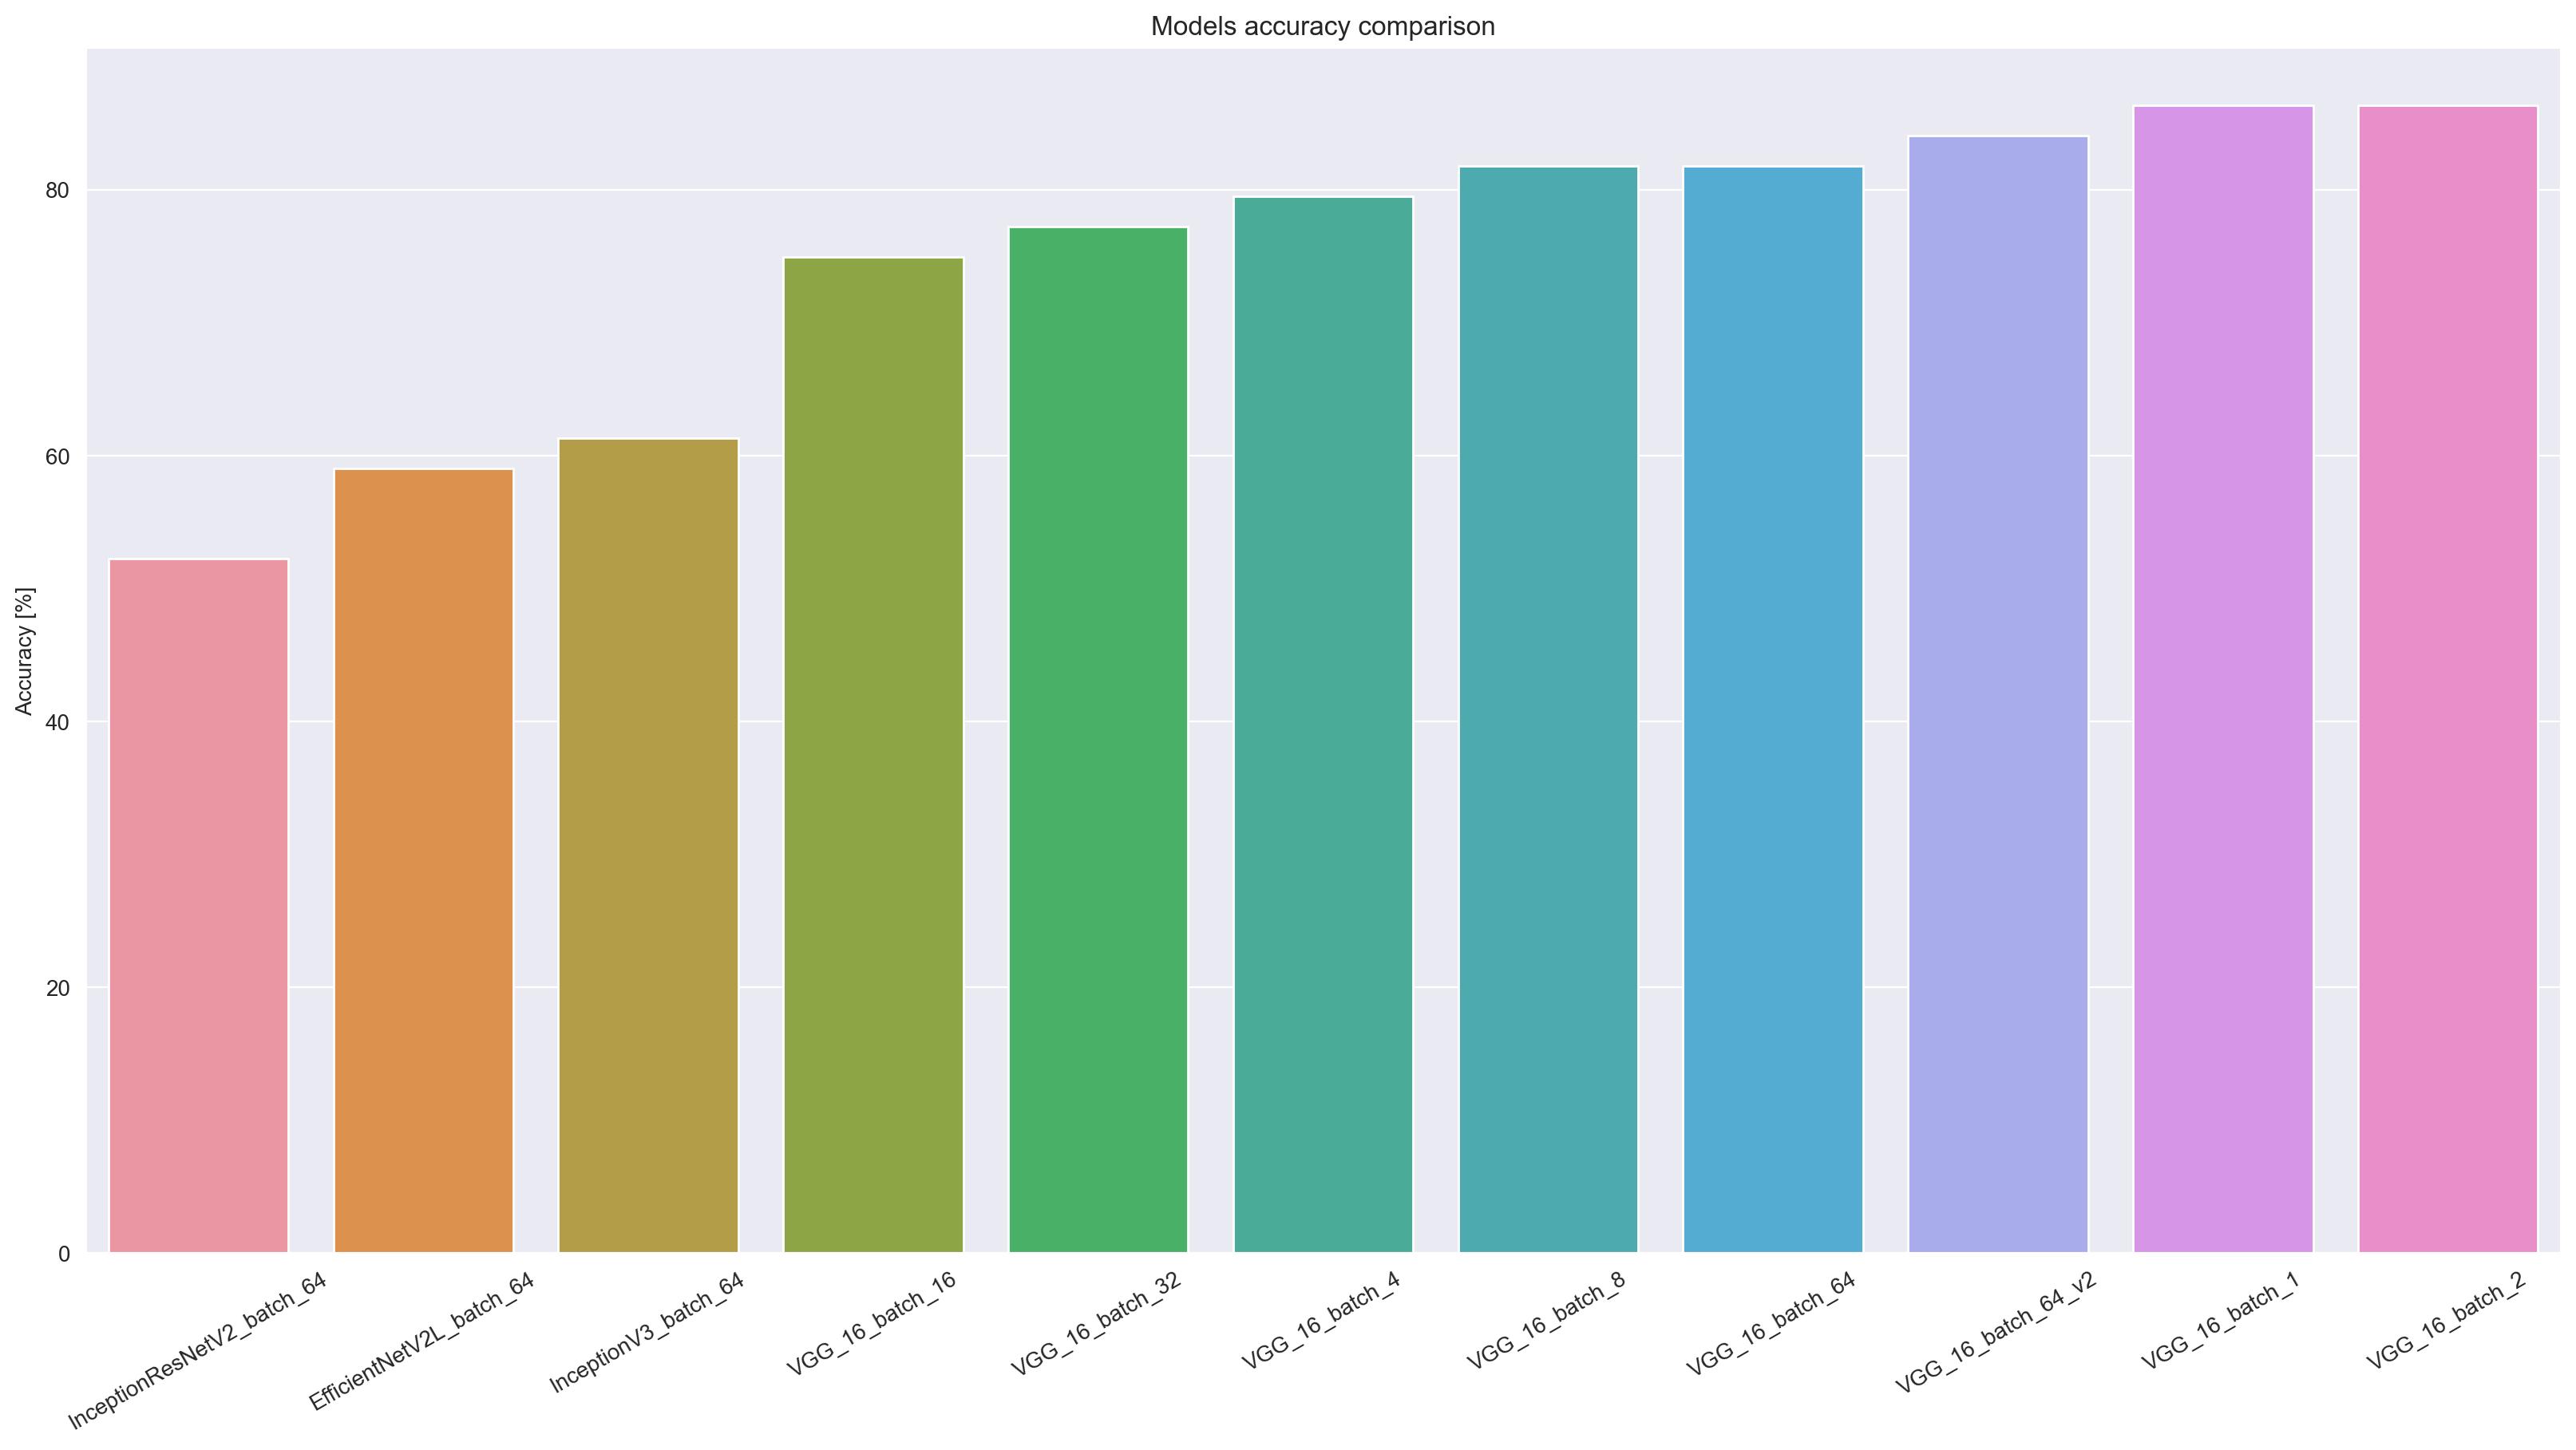 Models accuracy comparison
Accuracy [%]
80
60
40
20
0
InceptionResNetV2_batch_64
EfficientNetV2L_batch_64
InceptionV3_batch_64
VGG_16_batch_16
VGG_16_batch_32
VGG_16_batch_4
VGG_16_batch_8
VGG_16_batch_64
VGG_16_batch_64_v2
VGG_16_batch_1
VGG_16_batch_2